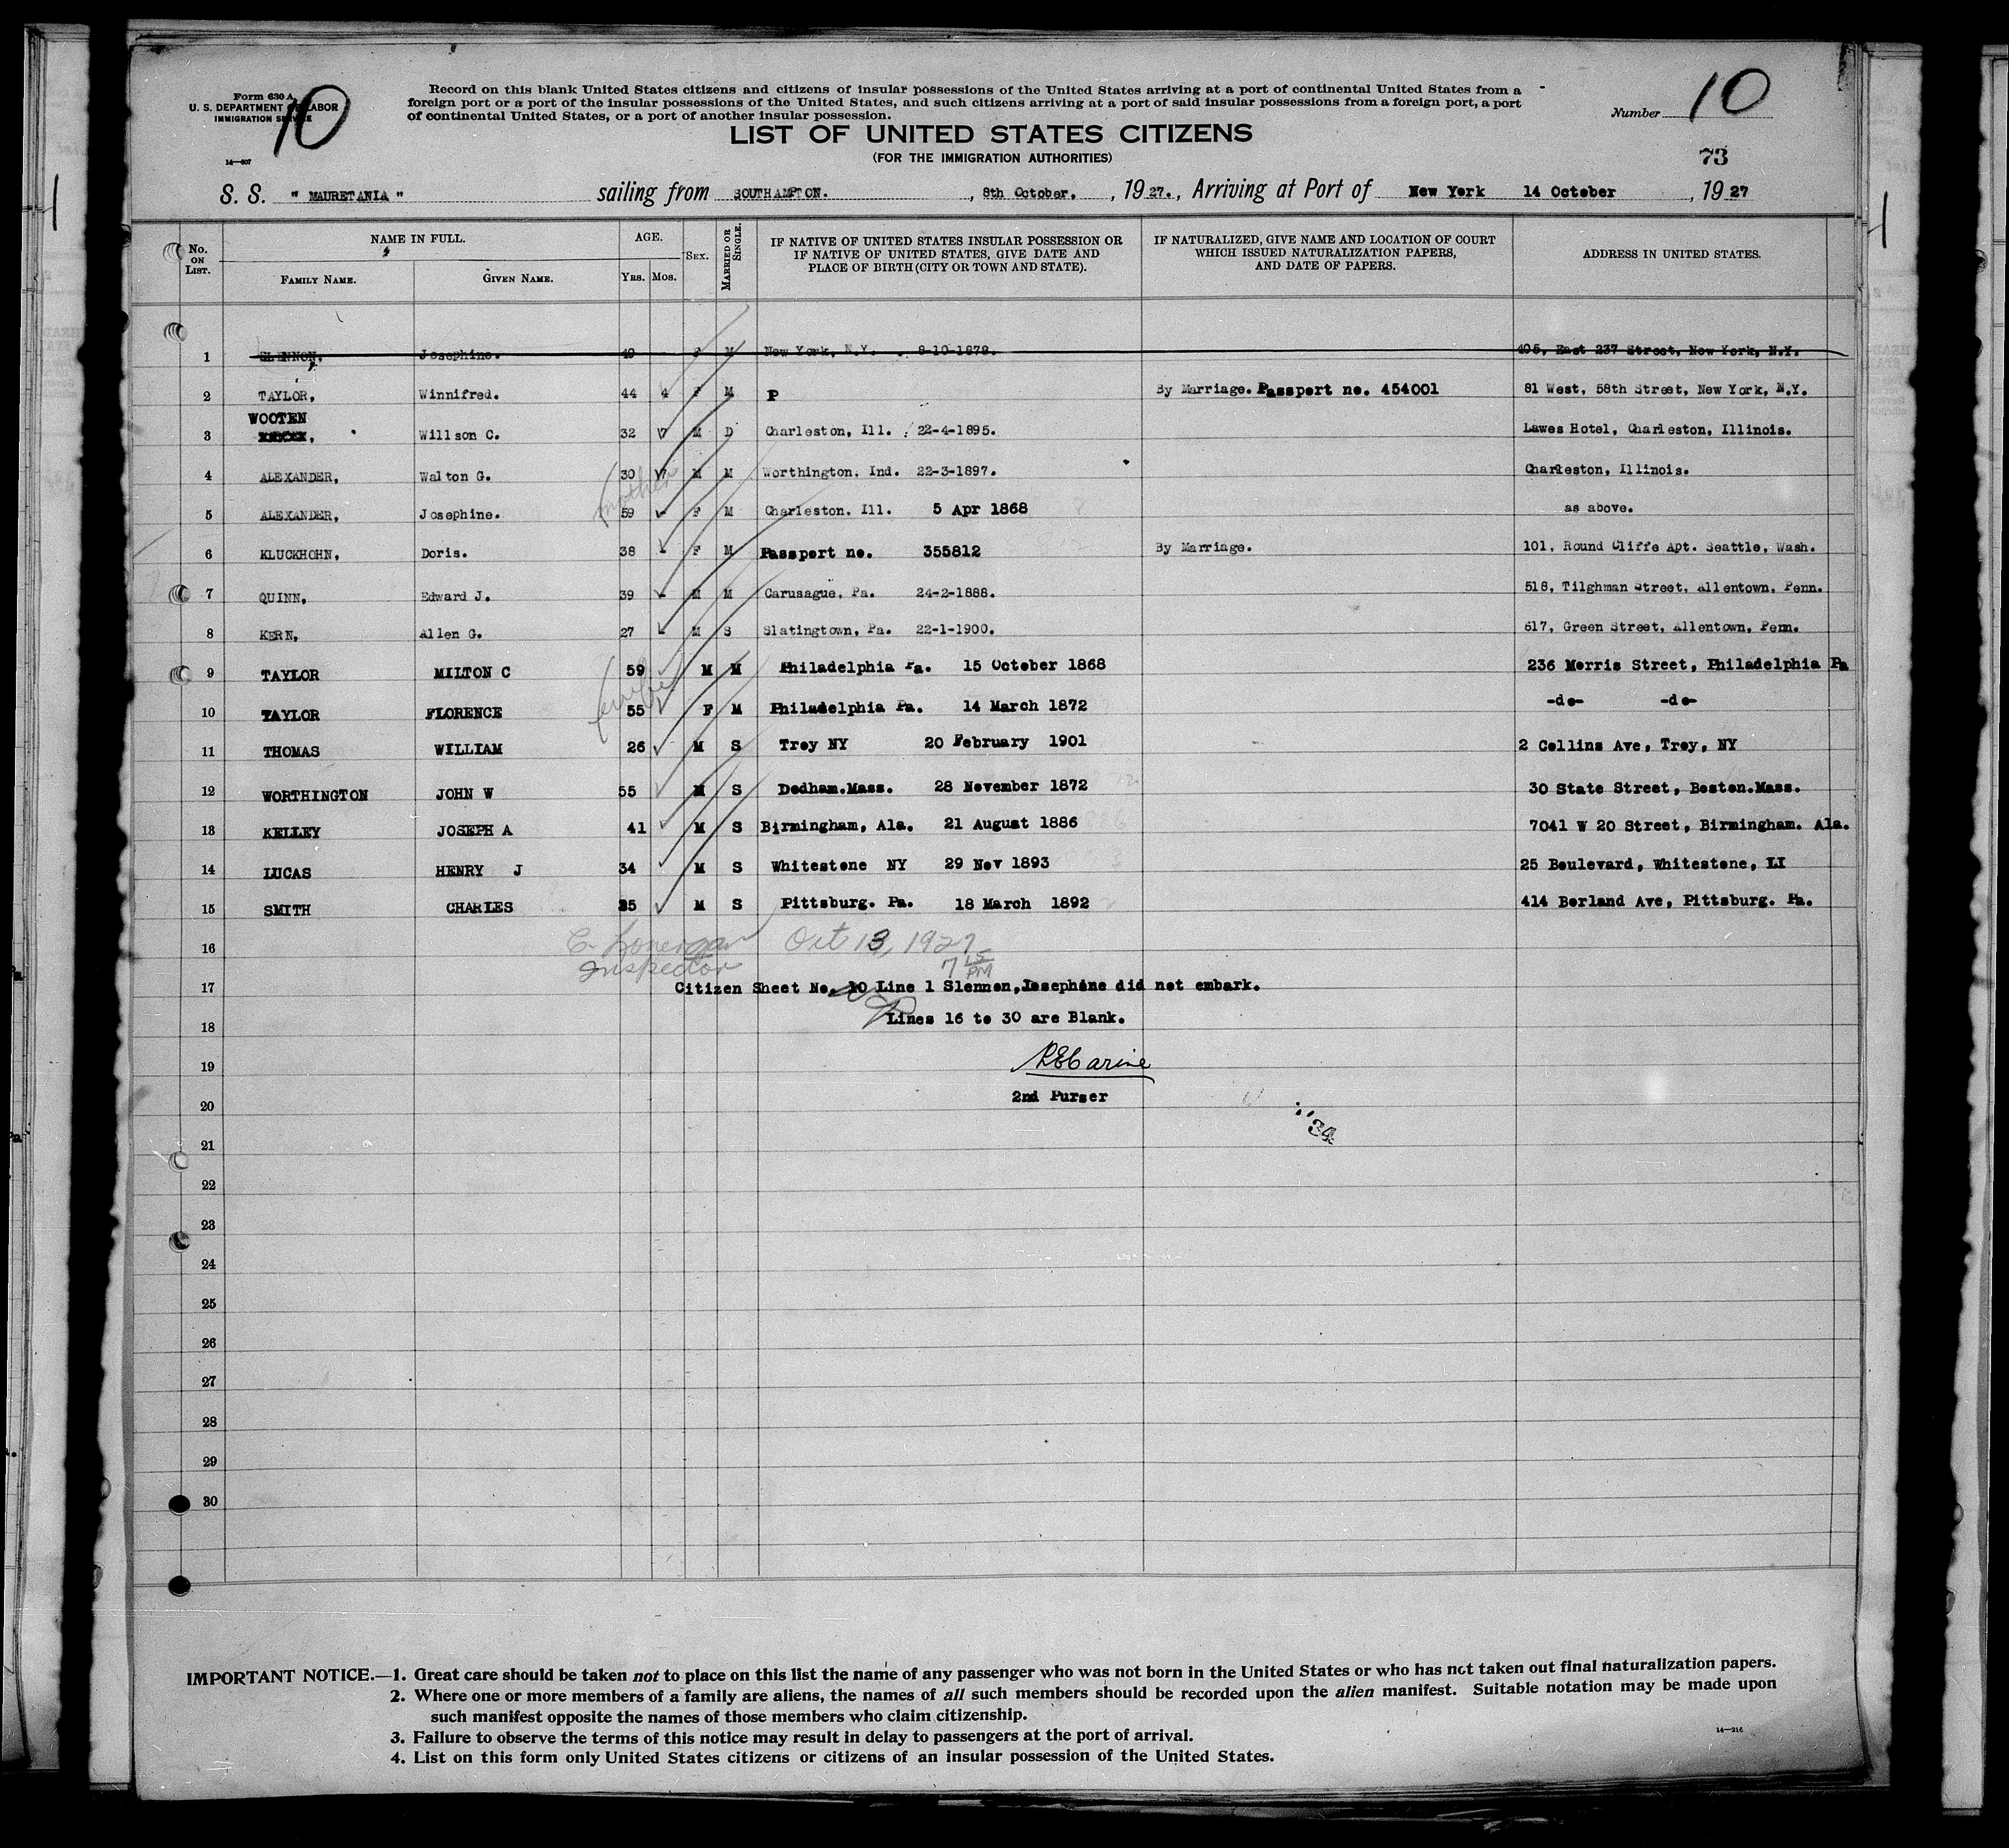 Form 630 A
U. S. DEPARTMENT OF LABOR
IMMIGRATION SERVICE
10
14—607
Record on this blank United States citizens and citizens of insular possessions of the United States arriving at a port of continental United States from a
foreign port or a port of the insular possessions of the United States, and such citizens arriving at a port of said insular possessions from a foreign port, a port
of continental United States, or a port of another insular possession.
Number 10
LIST OF UNITED STATES CITIZENS
(FOR THE IMMIGRATION AUTHORITIES)
73
S. S. " MAURETANIA " sailing from SOUTHAMPTON. , 8th October. , 1927., Arriving at Port of New York 14 October , 1927
No. ON LIST. NAME IN FULL. AGE. SEX. MARRIED OR SINGLE. IF NATIVE OF UNITED STATES INSULAR POSSESSION OR IF NATIVE OF UNITED STATES, GIVE DATE AND PLACE OF BIRTH (CITY OR TOWN AND STATE). IF NATURALIZED, GIVE NAME AND LOCATION OF COURT WHICH ISSUED NATURALIZATION PAPERS, AND DATE OF PAPERS. ADDRESS IN UNITED STATES.
FAMILY NAME. GIVEN NAME. YRS. MOS.
1 SLENNON, Josephine. 49 F M New York, N.Y. 8-10-1878. 405, East 237 Street, New York, N.Y.
2 TAYLOR, Winnifred. 44 4 F M P By Marriage. Passport no. 454001 81 West, 58th Street, New York, N.Y.
WOOTEN
3 Willson C. 32 M D Charleston, Ill. 22-4-1895. Lawes Hotel, Charleston, Illinois.
4 ALEXANDER, Walton G. 30 M M Worthington, Ind. 22-3-1897. Charleston, Illinois.
mother
5 ALEXANDER, Josephine. 59 F M Charleston. Ill. 5 Apr 1868 as above.
6 KLUCKHOHN, Doris. 38 F M Passport no. 355812 By Marriage. 101, Round Cliffe Apt. Seattle, Wash.
7 QUINN, Edward J. 39 M M Carusague, Pa. 24-2-1888. 518, Tilghman Street, Allentown, Penn.
8 KERN, Allen G. 27 M S Slatingtown, Pa. 22-1-1900. 617, Green Street, Allentown, Penn.
9 TAYLOR MILTON C 59 M M Philadelphia Pa. 15 October 1868 236 Morris Street, Philadelphia Pa
10 TAYLOR FLORENCE 55 F M Philadelphia Pa. 14 March 1872 -do- -do-
11 THOMAS WILLIAM 26 M S Troy NY 20 February 1901 2 Collins Ave, Troy, NY
12 WORTHINGTON JOHN W 55 M S Dedham.Mass. 28 November 1872 30 State Street, Boston.Mass.
13 KELLEY JOSEPH A 41 M S Birmingham, Ala. 21 August 1886 7041 W 20 Street, Birmingham. Ala.
14 LUCAS HENRY J 34 M S Whitestone NY 29 Nov 1893 25 Boulevard, Whitestone, LI
15 SMITH CHARLES 35 M S Pittsburg. Pa. 18 March 1892 414 Borland Ave, Pittsburg. Pa.
16 C. Lonergan Oct 13, 1927
Inspector 7 15 PM
17 Citizen Sheet No. 10 Line 1 Slennon, Josephine did not embark.
18 Lines 16 to 30 are Blank.
19 RECarine
20 2nd Purser
34
21
22
23
24
25
26
27
28
29
30
IMPORTANT NOTICE.—1. Great care should be taken not to place on this list the name of any passenger who was not born in the United States or who has not taken out final naturalization papers.
2. Where one or more members of a family are aliens, the names of all such members should be recorded upon the alien manifest. Suitable notation may be made upon
such manifest opposite the names of those members who claim citizenship.
3. Failure to observe the terms of this notice may result in delay to passengers at the port of arrival.
4. List on this form only United States citizens or citizens of an insular possession of the United States.
14—214